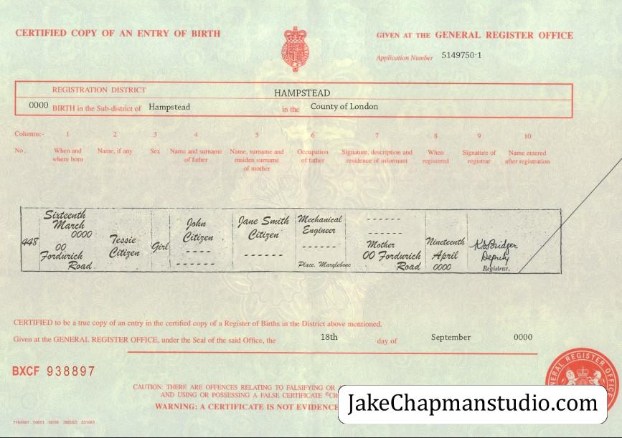 CERTIFIED COPY OF AN ENTRY OF BIRTH
GIVEN AT THE GENERAL REGISTER OFFICE
Application Number 5149750-1
REGISTRATION DISTRICT HAMPSTEAD
0000 BIRTH in the Sub-district of Hampstead in the County of London
Columns:- 1 2 3 4 5 6 7 8 9 10
No. When and where born Name, if any Sex Name and surname of father Name, surname and maiden surname of mother Occupation of father Signature, description and residence of informant When registered Signature of registrar Name entered after registration
448 Sixteenth March 0000 00 Fordurich Road Tessie Citizen Girl John Citizen Jane Smith Citizen Mechanical Engineer Place, Marylebone Mother 00 Fordurich Road Nineteenth April 0000 Deputy Registrar
CERTIFIED to be a true copy of an entry in the certified copy of a Register of Births in the District above mentioned.
Given at the GENERAL REGISTER OFFICE, under the Seal of the said Office, the 18th day of September 0000
BXCF 938897
CAUTION: THERE ARE OFFENCES RELATING TO FALSIFYING OR
AND USING OR POSSESSING A FALSE CERTIFICATE
WARNING: A CERTIFICATE IS NOT EVIDENCE
GENERAL REGISTER OFFICE
JakeChapmanstudio.com